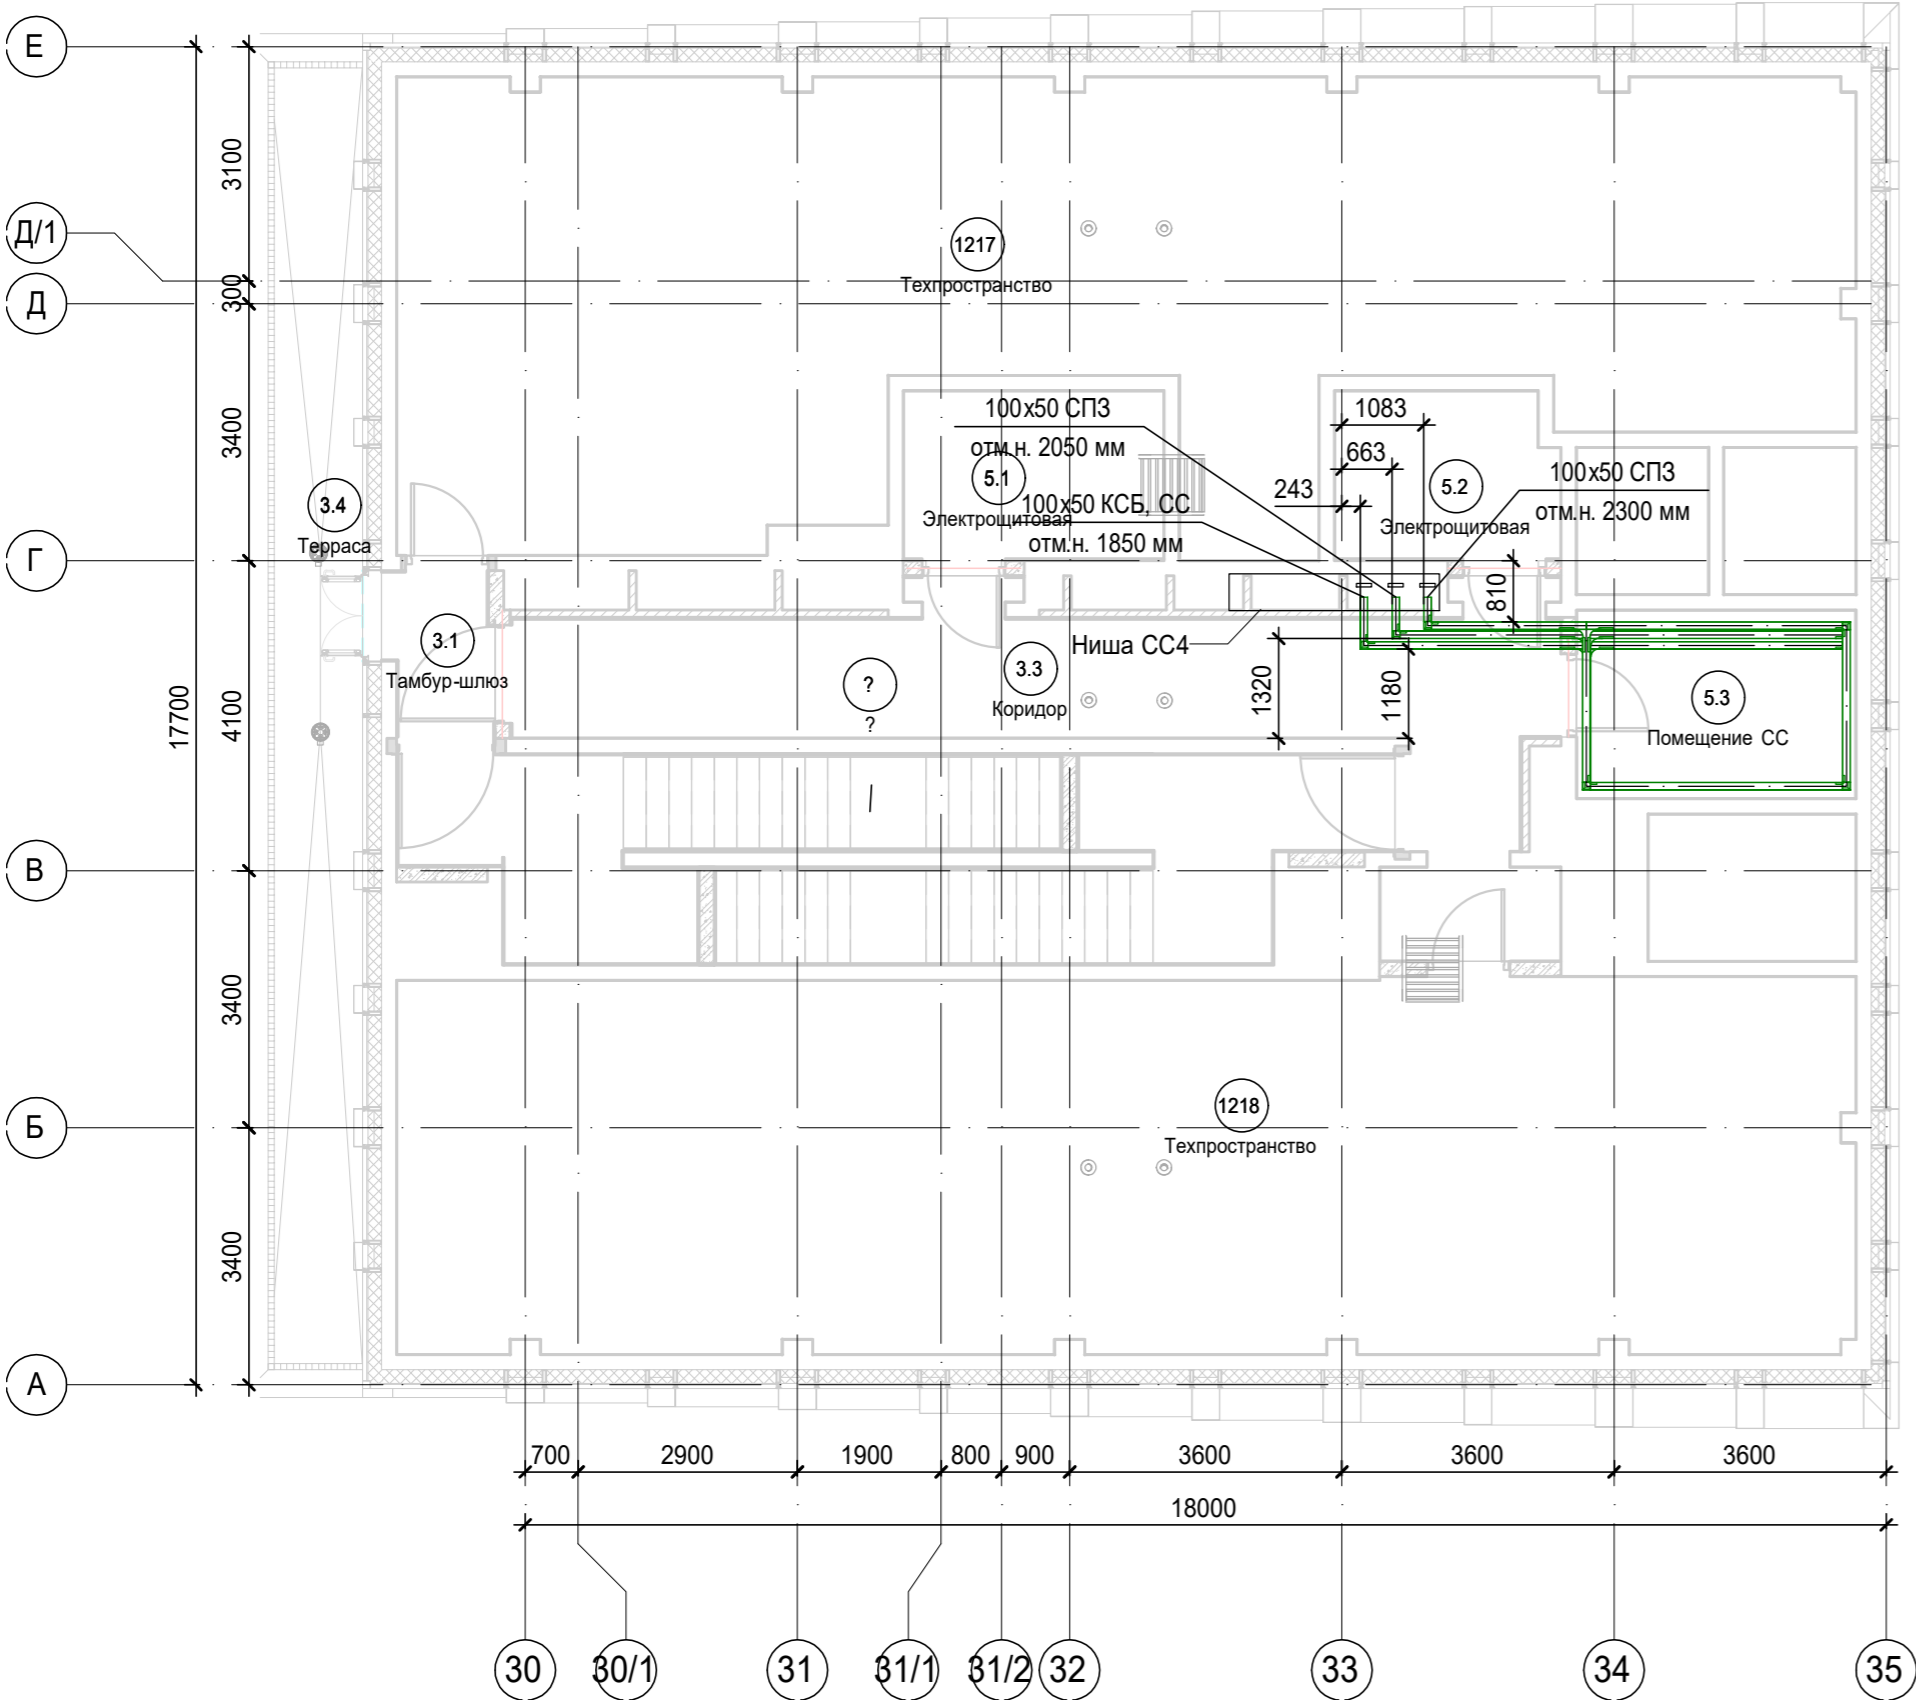 Е
Д/1
Д
Г
В
Б
А
3100
300
3400
4100
3400
3400
17700
1217
Техпространство
100x50 СПЗ
отм.н. 2050 мм
5.1
Электрощитовая
100x50 КСБ, СС
отм.н. 1850 мм
1083
663
243
5.2
Электрощитовая
100x50 СПЗ
отм.н. 2300 мм
810
3.4
Терраса
3.1
Тамбур-шлюз
?
?
3.3
Коридор
Ниша СС4
1320
1180
5.3
Помещение СС
1218
Техпространство
700
2900
1900
800
900
3600
3600
3600
18000
30
30/1
31
31/1
31/2
32
33
34
35